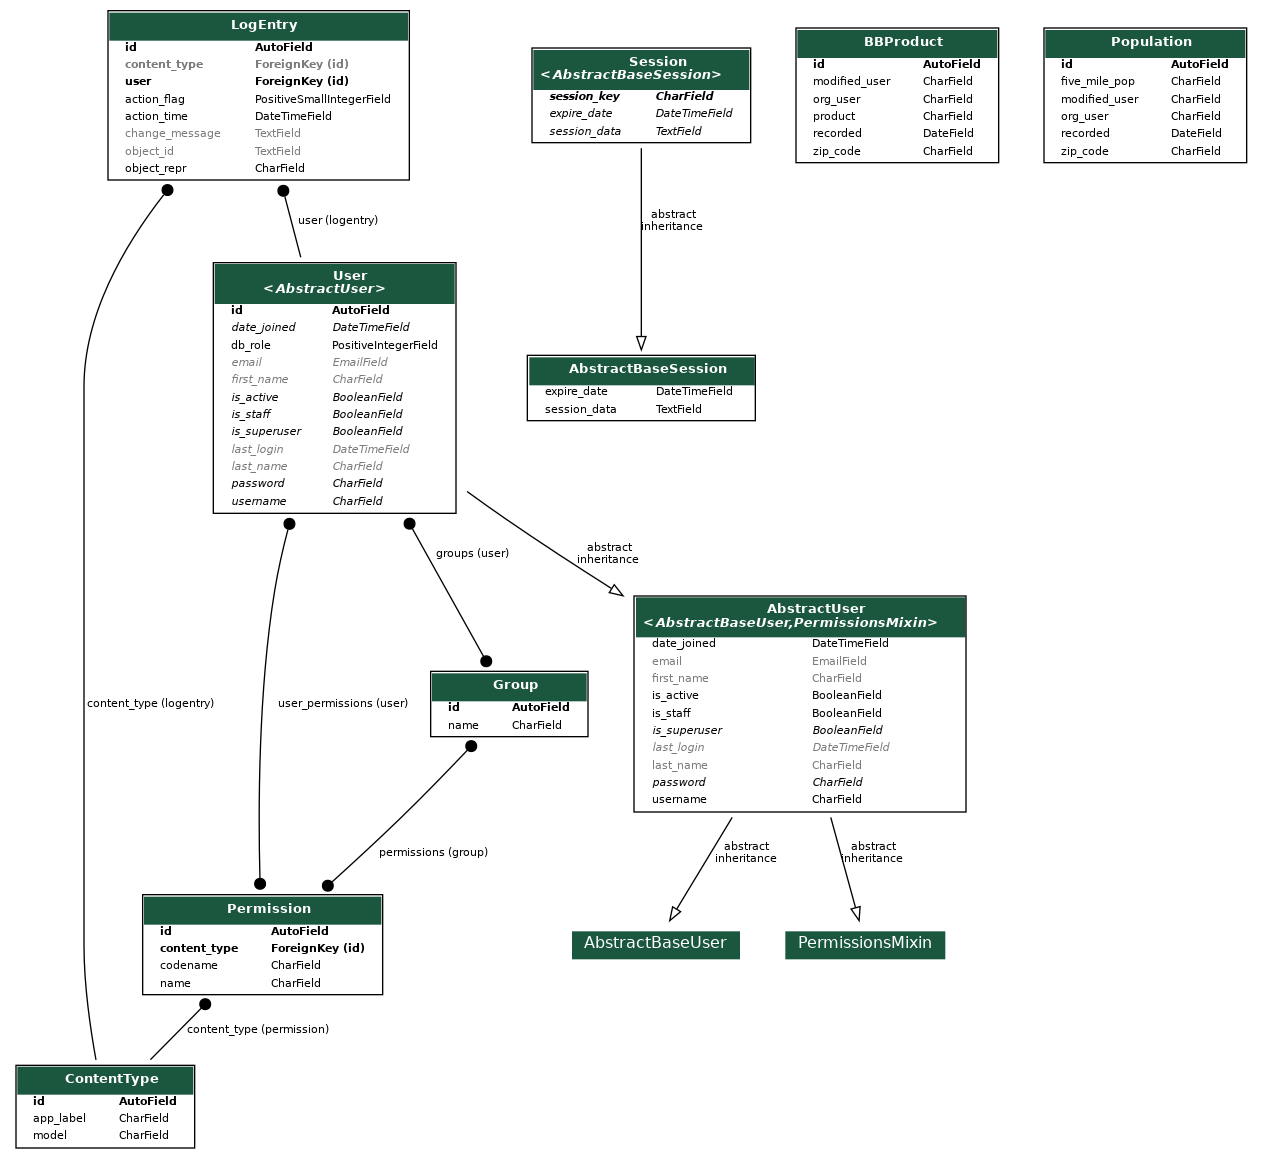 LogEntry
id AutoField
content_type ForeignKey (id)
user ForeignKey (id)
action_flag PositiveSmallIntegerField
action_time DateTimeField
change_message TextField
object_id TextField
object_repr CharField
Session
<AbstractBaseSession>
session_key CharField
expire_date DateTimeField
session_data TextField
BBProduct
id AutoField
modified_user CharField
org_user CharField
product CharField
recorded DateField
zip_code CharField
Population
id AutoField
five_mile_pop CharField
modified_user CharField
org_user CharField
recorded DateField
zip_code CharField
user (logentry)
abstract
inheritance
User
<AbstractUser>
id AutoField
date_joined DateTimeField
db_role PositiveIntegerField
email EmailField
first_name CharField
is_active BooleanField
is_staff BooleanField
is_superuser BooleanField
last_login DateTimeField
last_name CharField
password CharField
username CharField
AbstractBaseSession
expire_date DateTimeField
session_data TextField
groups (user)
abstract
inheritance
AbstractUser
<AbstractBaseUser,PermissionsMixin>
date_joined DateTimeField
email EmailField
first_name CharField
is_active BooleanField
is_staff BooleanField
is_superuser BooleanField
last_login DateTimeField
last_name CharField
password CharField
username CharField
content_type (logentry)
user_permissions (user)
Group
id AutoField
name CharField
permissions (group)
abstract
inheritance
abstract
inheritance
Permission
id AutoField
content_type ForeignKey (id)
codename CharField
name CharField
AbstractBaseUser
PermissionsMixin
content_type (permission)
ContentType
id AutoField
app_label CharField
model CharField